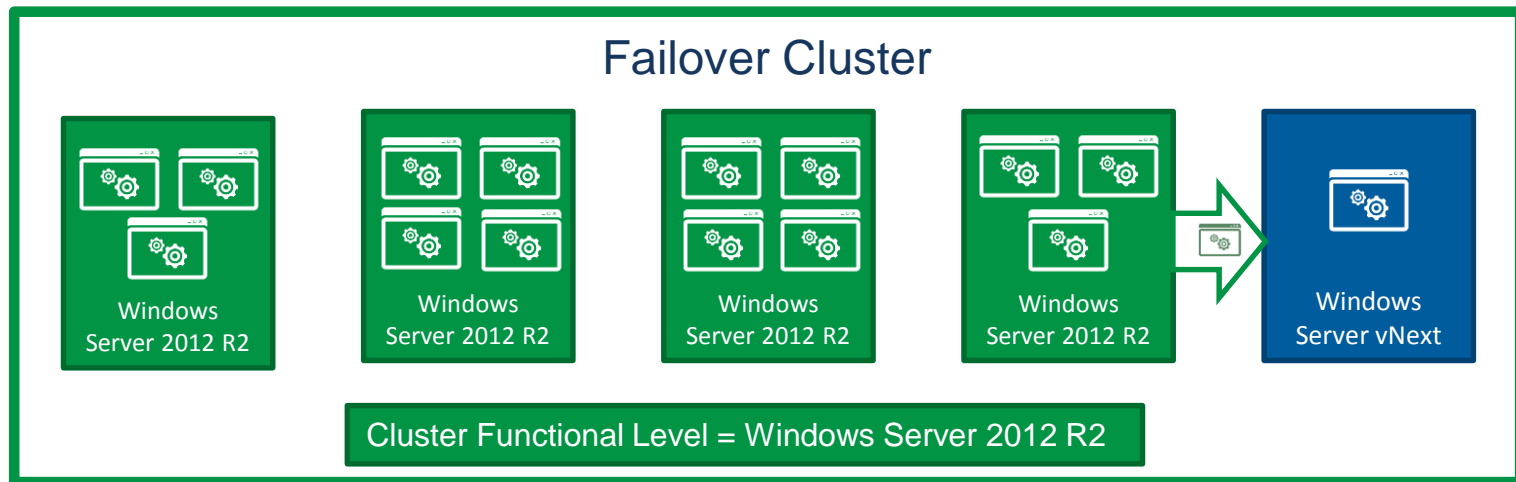 Failover Cluster
Windows
Server 2012 R2
Windows
Server 2012 R2
Windows
Server 2012 R2
Windows
Server 2012 R2
Windows
Server vNext
Cluster Functional Level = Windows Server 2012 R2